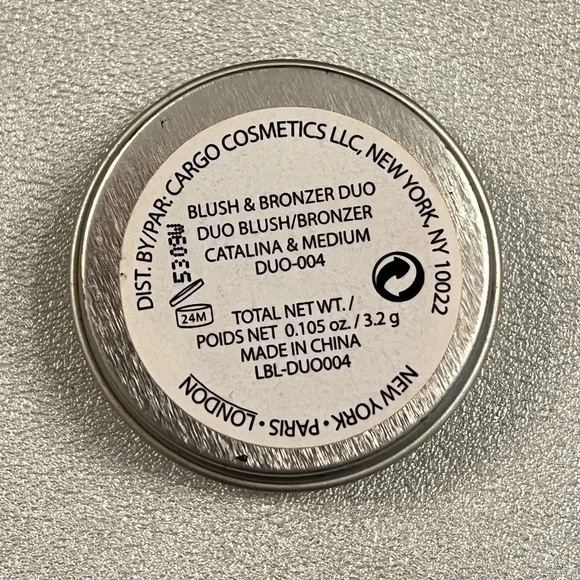 DIST. BY/PAR: CARGO COSMETICS LLC, NEW YORK, NY 10022
BLUSH & BRONZER DUO
DUO BLUSH/BRONZER
CATALINA & MEDIUM
DUO-004
5309W
24M
TOTAL NET WT. /
POIDS NET 0.105 oz. / 3.2 g
MADE IN CHINA
LBL-DUO004
NEW YORK • PARIS • LONDON